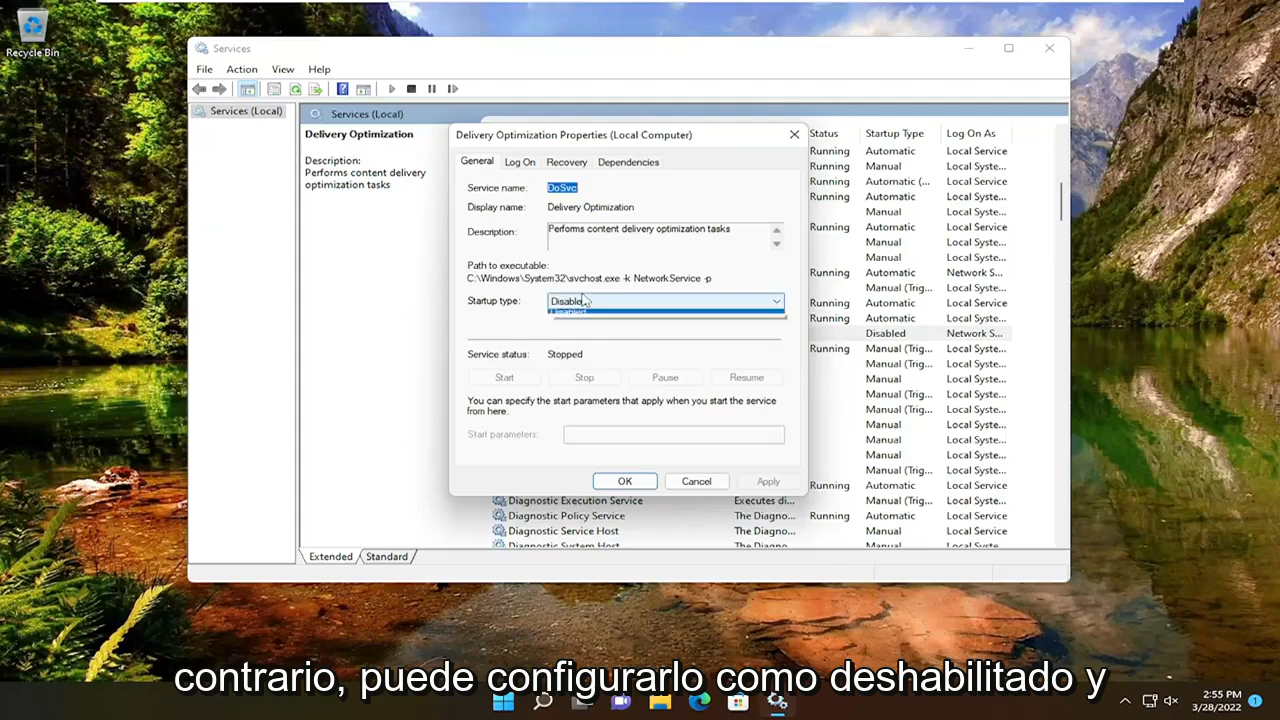 Recycle Bin
Services
File Action View Help
Services (Local)
Services (Local)
Delivery Optimization
Description:
Performs content delivery
optimization tasks
Delivery Optimization Properties (Local Computer)
General Log On Recovery Dependencies
Service name: DoSvc
Display name: Delivery Optimization
Description: Performs content delivery optimization tasks
Path to executable:
C:\Windows\System32\svchost.exe -k NetworkService -p
Startup type: Disabled
Disabled
Service status: Stopped
Start Stop Pause Resume
You can specify the start parameters that apply when you start the service
from here.
Start parameters:
OK Cancel Apply
Status Startup Type Log On As
Running Automatic Local Service
Running Manual Local Syste...
Running Automatic (... Local Service
Running Automatic Local Syste...
Manual Local Syste...
Running Automatic Local Service
Manual Local Syste...
Manual Local Syste...
Running Automatic Network S...
Running Automatic Local Syste...
Running Automatic Local Service
Running Automatic Local Syste...
Disabled Network S...
Running Manual (Trig... Local Syste...
Manual (Trig... Local Syste...
Manual Local Syste...
Manual (Trig... Local Syste...
Manual (Trig... Local Syste...
Manual Local Syste...
Manual Local Syste...
Manual (Trig... Local Syste...
Running Automatic Local Service
Diagnostic Execution Service Executes di... Manual (Trig... Local Syste...
Diagnostic Policy Service The Diagno... Running Automatic Local Service
Diagnostic Service Host The Diagno... Manual Local Service
Diagnostic System Host The Diagno... Manual Local Syste...
Extended Standard
contrario, puede configurarlo como deshabilitado y
2:55 PM
3/28/2022
1